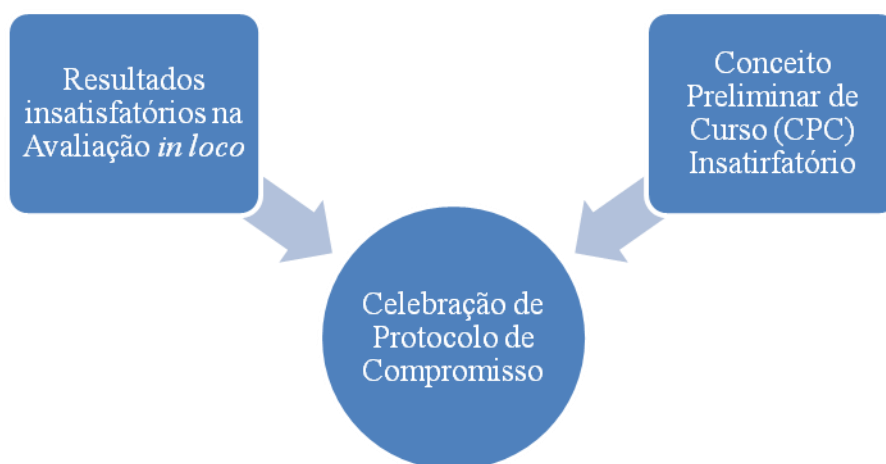 Resultados
insatisfatórios na
Avaliação in loco
Conceito
Preliminar de
Curso (CPC)
Insatirfatório
Celebração de
Protocolo de
Compromisso